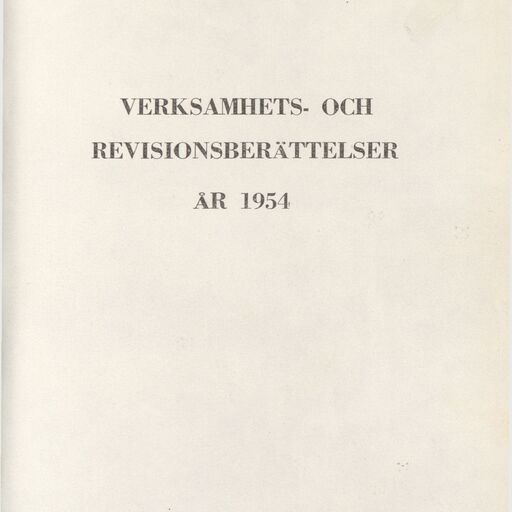 VERKSAMHETS- OCH
REVISIONSBERÄTTELSER
ÅR 1954